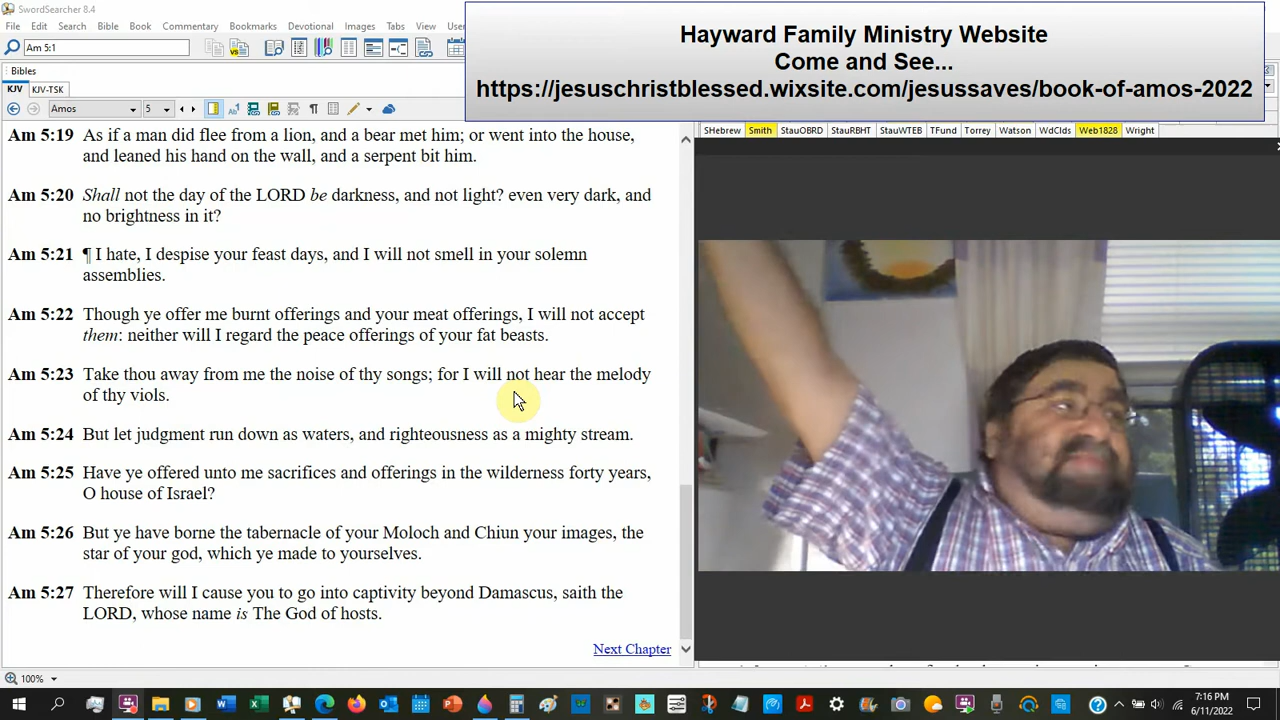 SwordSearcher 8.4
File Edit Search Bible Book Commentary Bookmarks Devotional Images Tabs View
Am 5:1
Bibles
KJV KJV-TSK
Amos 5
Hayward Family Ministry Website
Come and See...
https://jesuschristblessed.wixsite.com/jesussaves/book-of-amos-2022
SHebrew Smith StauOBRD StauRBHT StauWTEB TFund Torrey Watson WdClds Web1828 Wright
Am 5:19 As if a man did flee from a lion, and a bear met him; or went into the house,
and leaned his hand on the wall, and a serpent bit him.
Am 5:20 Shall not the day of the LORD be darkness, and not light? even very dark, and
no brightness in it?
Am 5:21 ¶ I hate, I despise your feast days, and I will not smell in your solemn
assemblies.
Am 5:22 Though ye offer me burnt offerings and your meat offerings, I will not accept
them: neither will I regard the peace offerings of your fat beasts.
Am 5:23 Take thou away from me the noise of thy songs; for I will not hear the melody
of thy viols.
Am 5:24 But let judgment run down as waters, and righteousness as a mighty stream.
Am 5:25 Have ye offered unto me sacrifices and offerings in the wilderness forty years,
O house of Israel?
Am 5:26 But ye have borne the tabernacle of your Moloch and Chiun your images, the
star of your god, which ye made to yourselves.
Am 5:27 Therefore will I cause you to go into captivity beyond Damascus, saith the
LORD, whose name is The God of hosts.
Next Chapter
100%
7:16 PM
6/11/2022